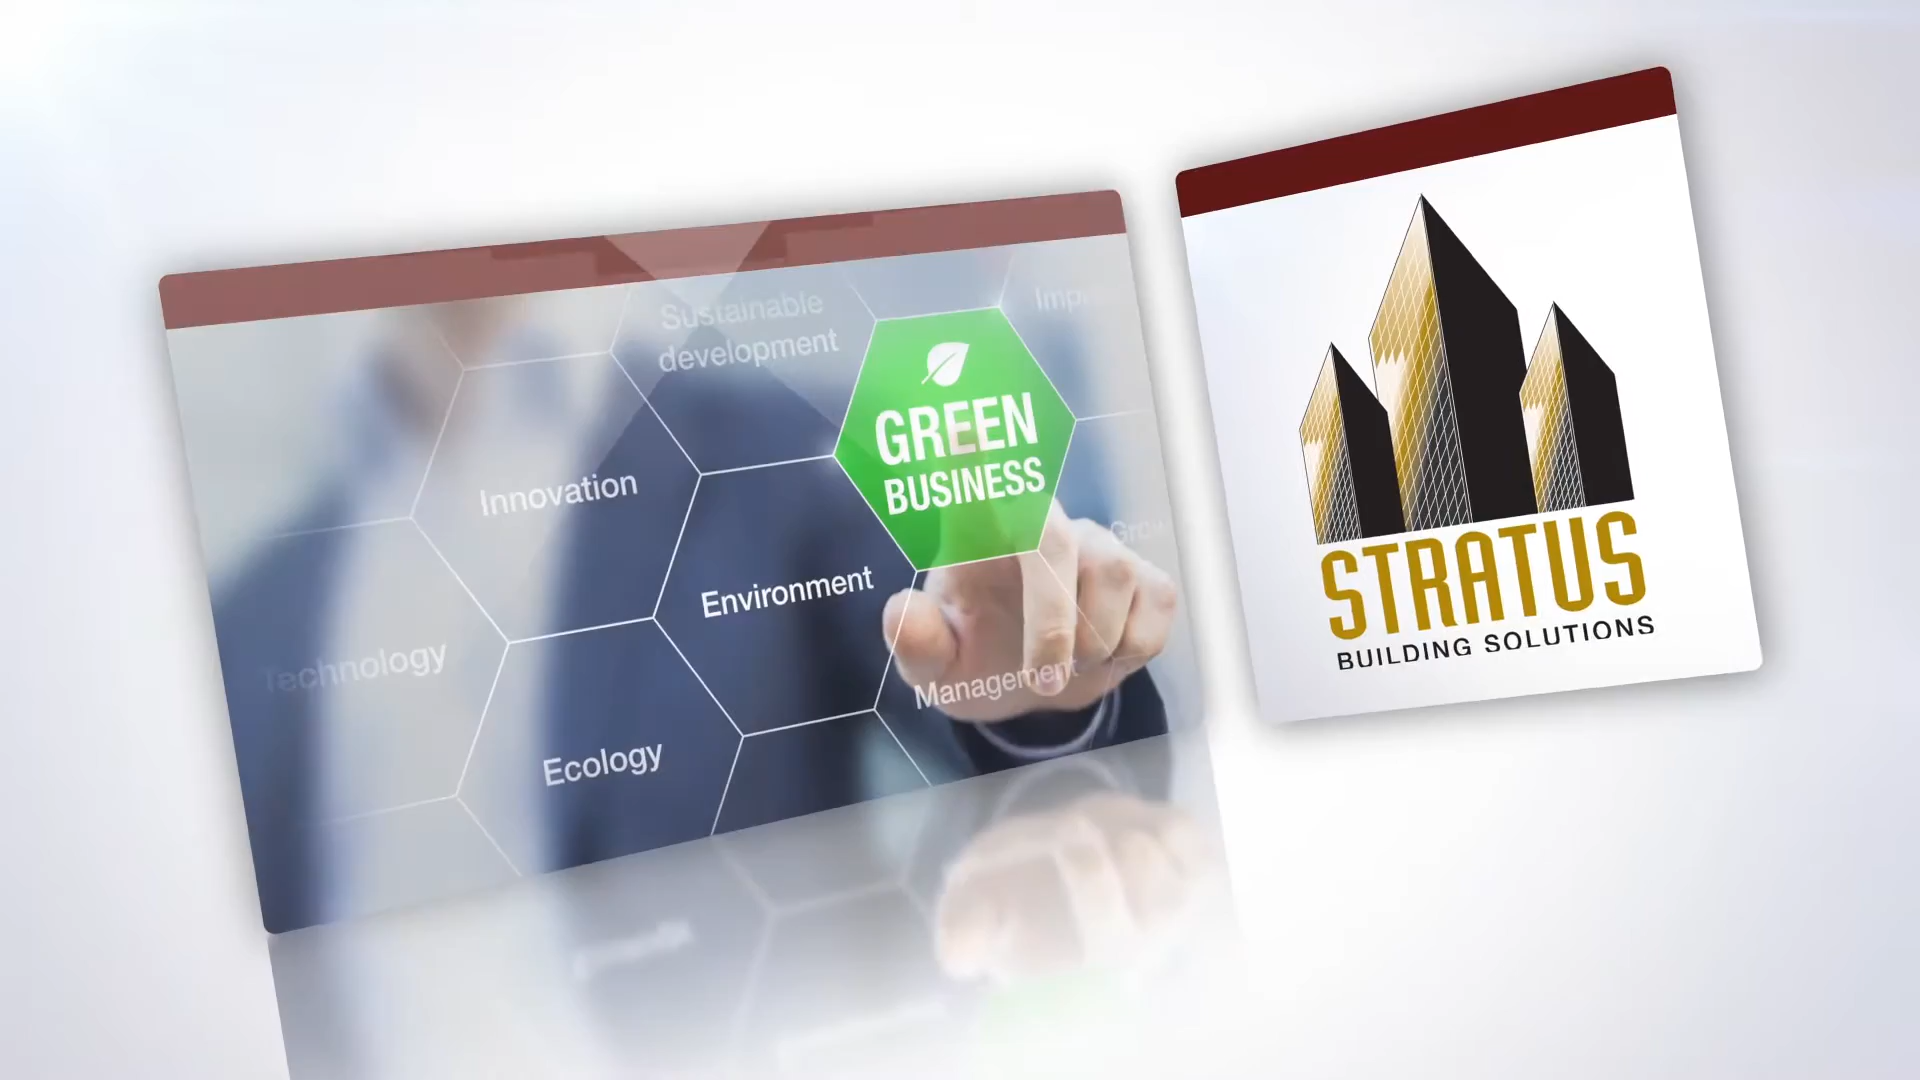 Sustainable
development
Innovation
GREEN
BUSINESS
Environment
Technology
Management
Ecology
STRATUS
BUILDING SOLUTIONS